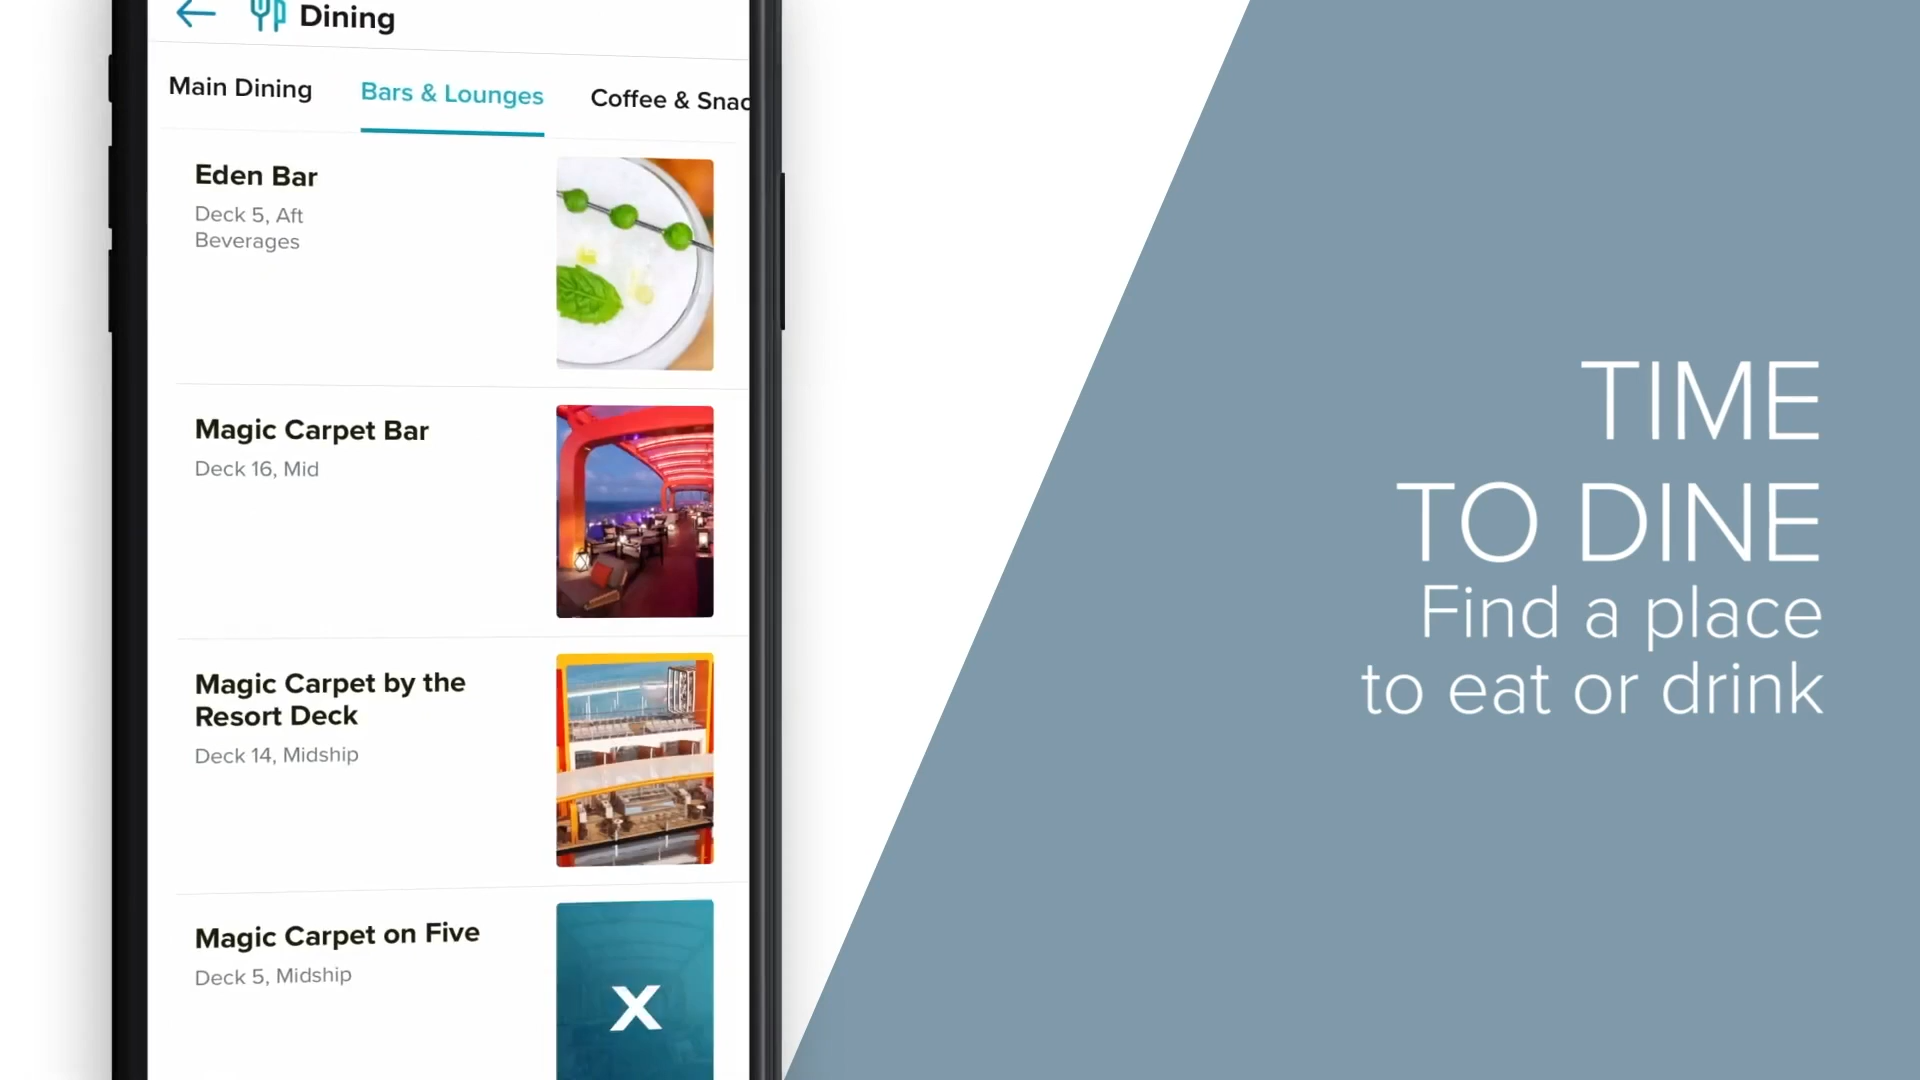 Dining
Main Dining
Bars & Lounges
Coffee & Snac
Eden Bar
Deck 5, Aft
Beverages
Magic Carpet Bar
Deck 16, Mid
Magic Carpet by the
Resort Deck
Deck 14, Midship
Magic Carpet on Five
Deck 5, Midship
X
TIME
TO DINE
Find a place
to eat or drink